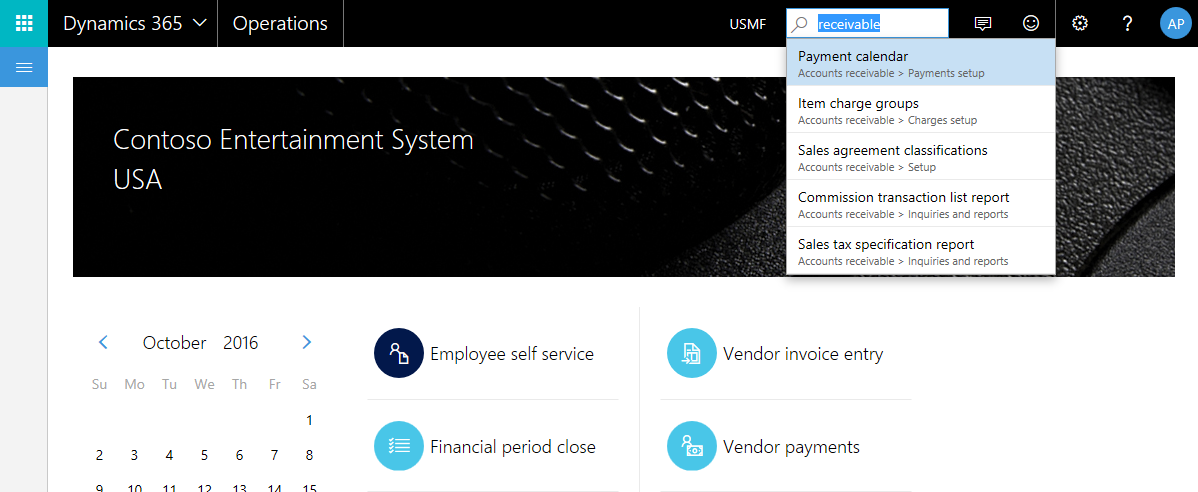 Dynamics 365
Operations
USMF
receivable
?
AP
Payment calendar
Accounts receivable > Payments setup
Item charge groups
Accounts receivable > Charges setup
Sales agreement classifications
Accounts receivable > Setup
Commission transaction list report
Accounts receivable > Inquiries and reports
Sales tax specification report
Accounts receivable > Inquiries and reports
Contoso Entertainment System
USA
October 2016
Su Mo Tu We Th Fr Sa
1
2 3 4 5 6 7 8
9 10 11 12 13 14 15
Employee self service
Financial period close
Vendor invoice entry
Vendor payments